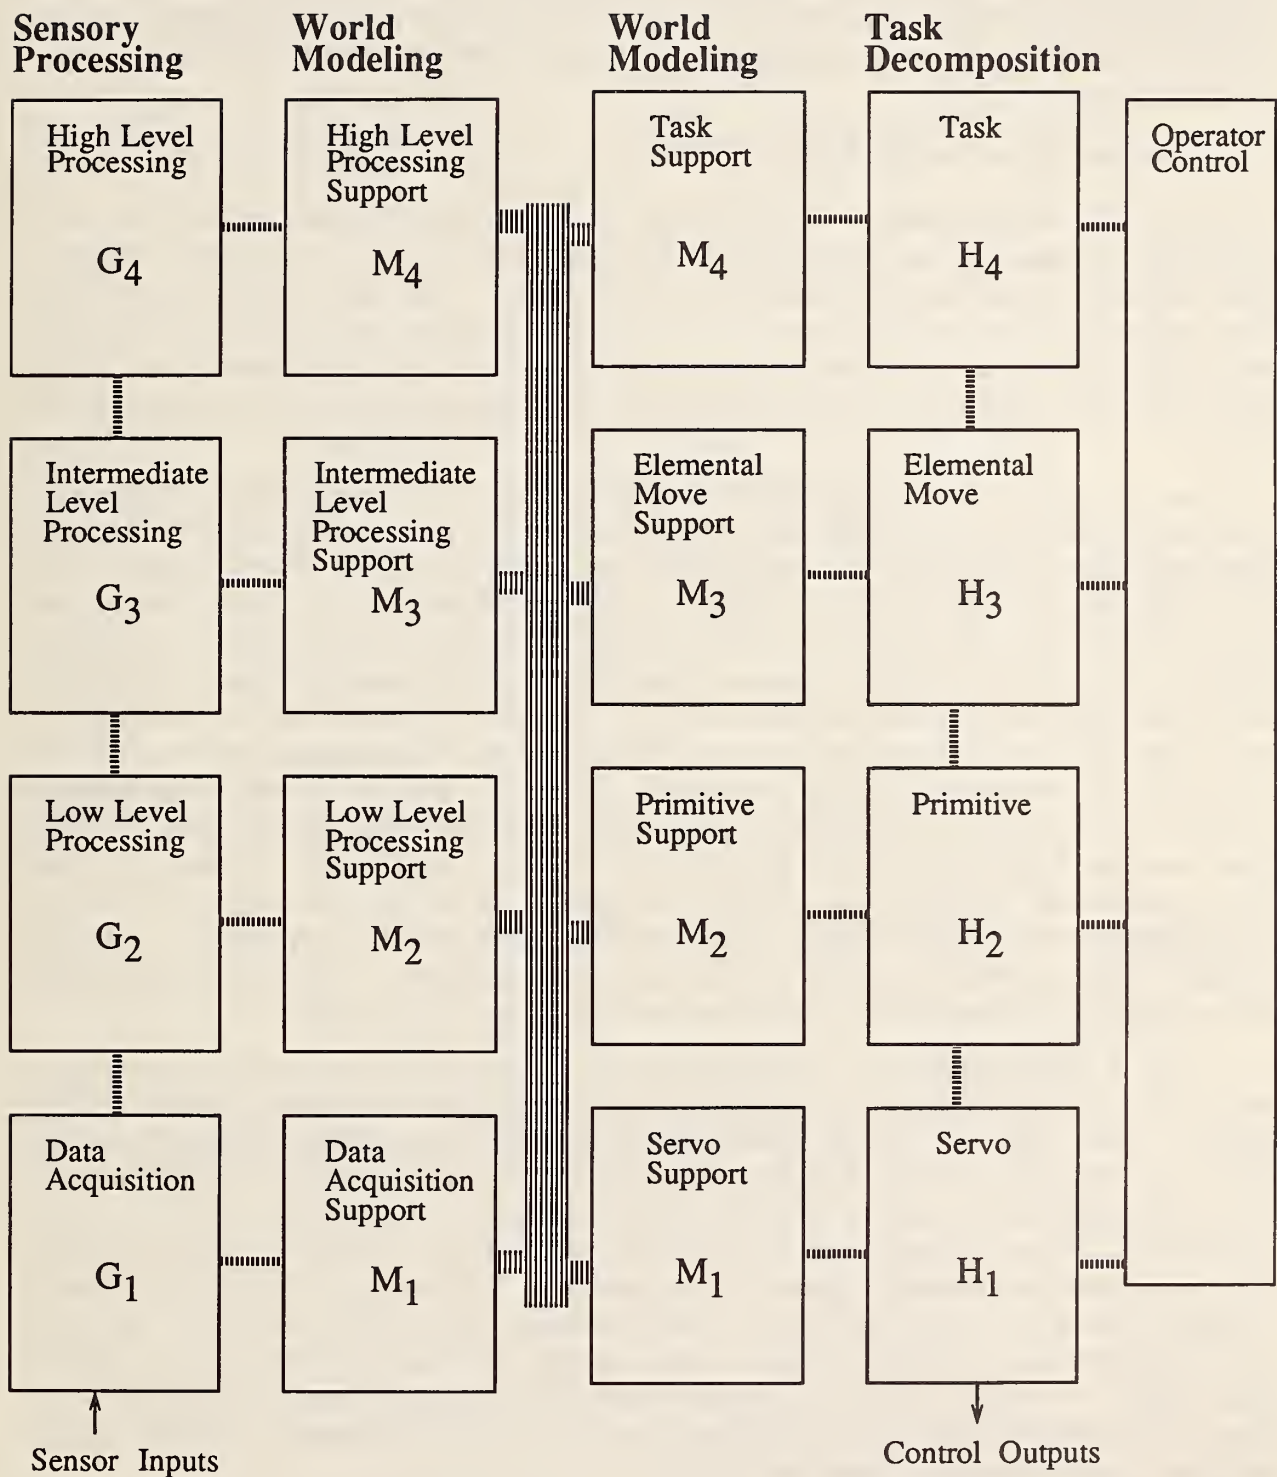 Sensory
Processing
World
Modeling
World
Modeling
Task
Decomposition
High Level
Processing
G4
High Level
Processing
Support
M4
Task
Support
M4
Task
H4
Operator
Control
Intermediate
Level
Processing
G3
Intermediate
Level
Processing
Support
M3
Elemental
Move
Support
M3
Elemental
Move
H3
Low Level
Processing
G2
Low Level
Processing
Support
M2
Primitive
Support
M2
Primitive
H2
Data
Acquisition
G1
Data
Acquisition
Support
M1
Servo
Support
M1
Servo
H1
Sensor Inputs
Control Outputs